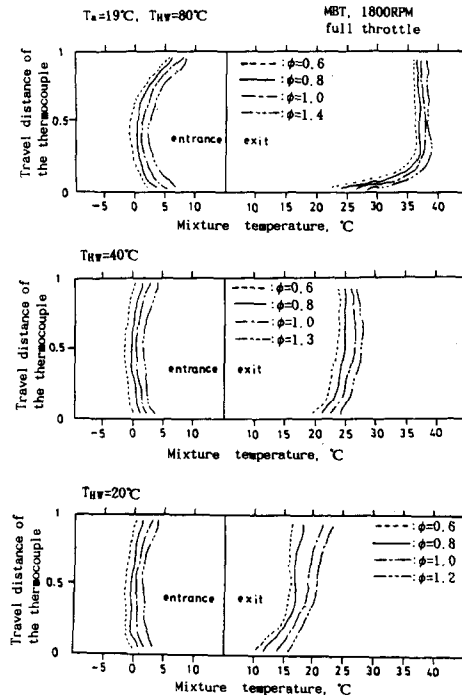 Ta=19℃, THW=80℃
MBT, 1800RPM
full throttle
Travel distance of
the thermocouple
1
0.5
0
:φ=0.6
:φ=0.8
:φ=1.0
:φ=1.4
entrance
exit
-5 0 5 10 15 20 25 30 35 40
Mixture temperature, ℃
THW=40℃
Travel distance of
the thermocouple
1
0.5
0
:φ=0.6
:φ=0.8
:φ=1.0
:φ=1.3
entrance
exit
-5 0 5 10 15 20 25 30 35 40
Mixture temperature, ℃
THW=20℃
Travel distance of
the thermocouple
1
0.5
0
:φ=0.6
:φ=0.8
:φ=1.0
:φ=1.2
entrance
exit
-5 0 5 10 15 20 25 30 35 40
Mixture temperature, ℃